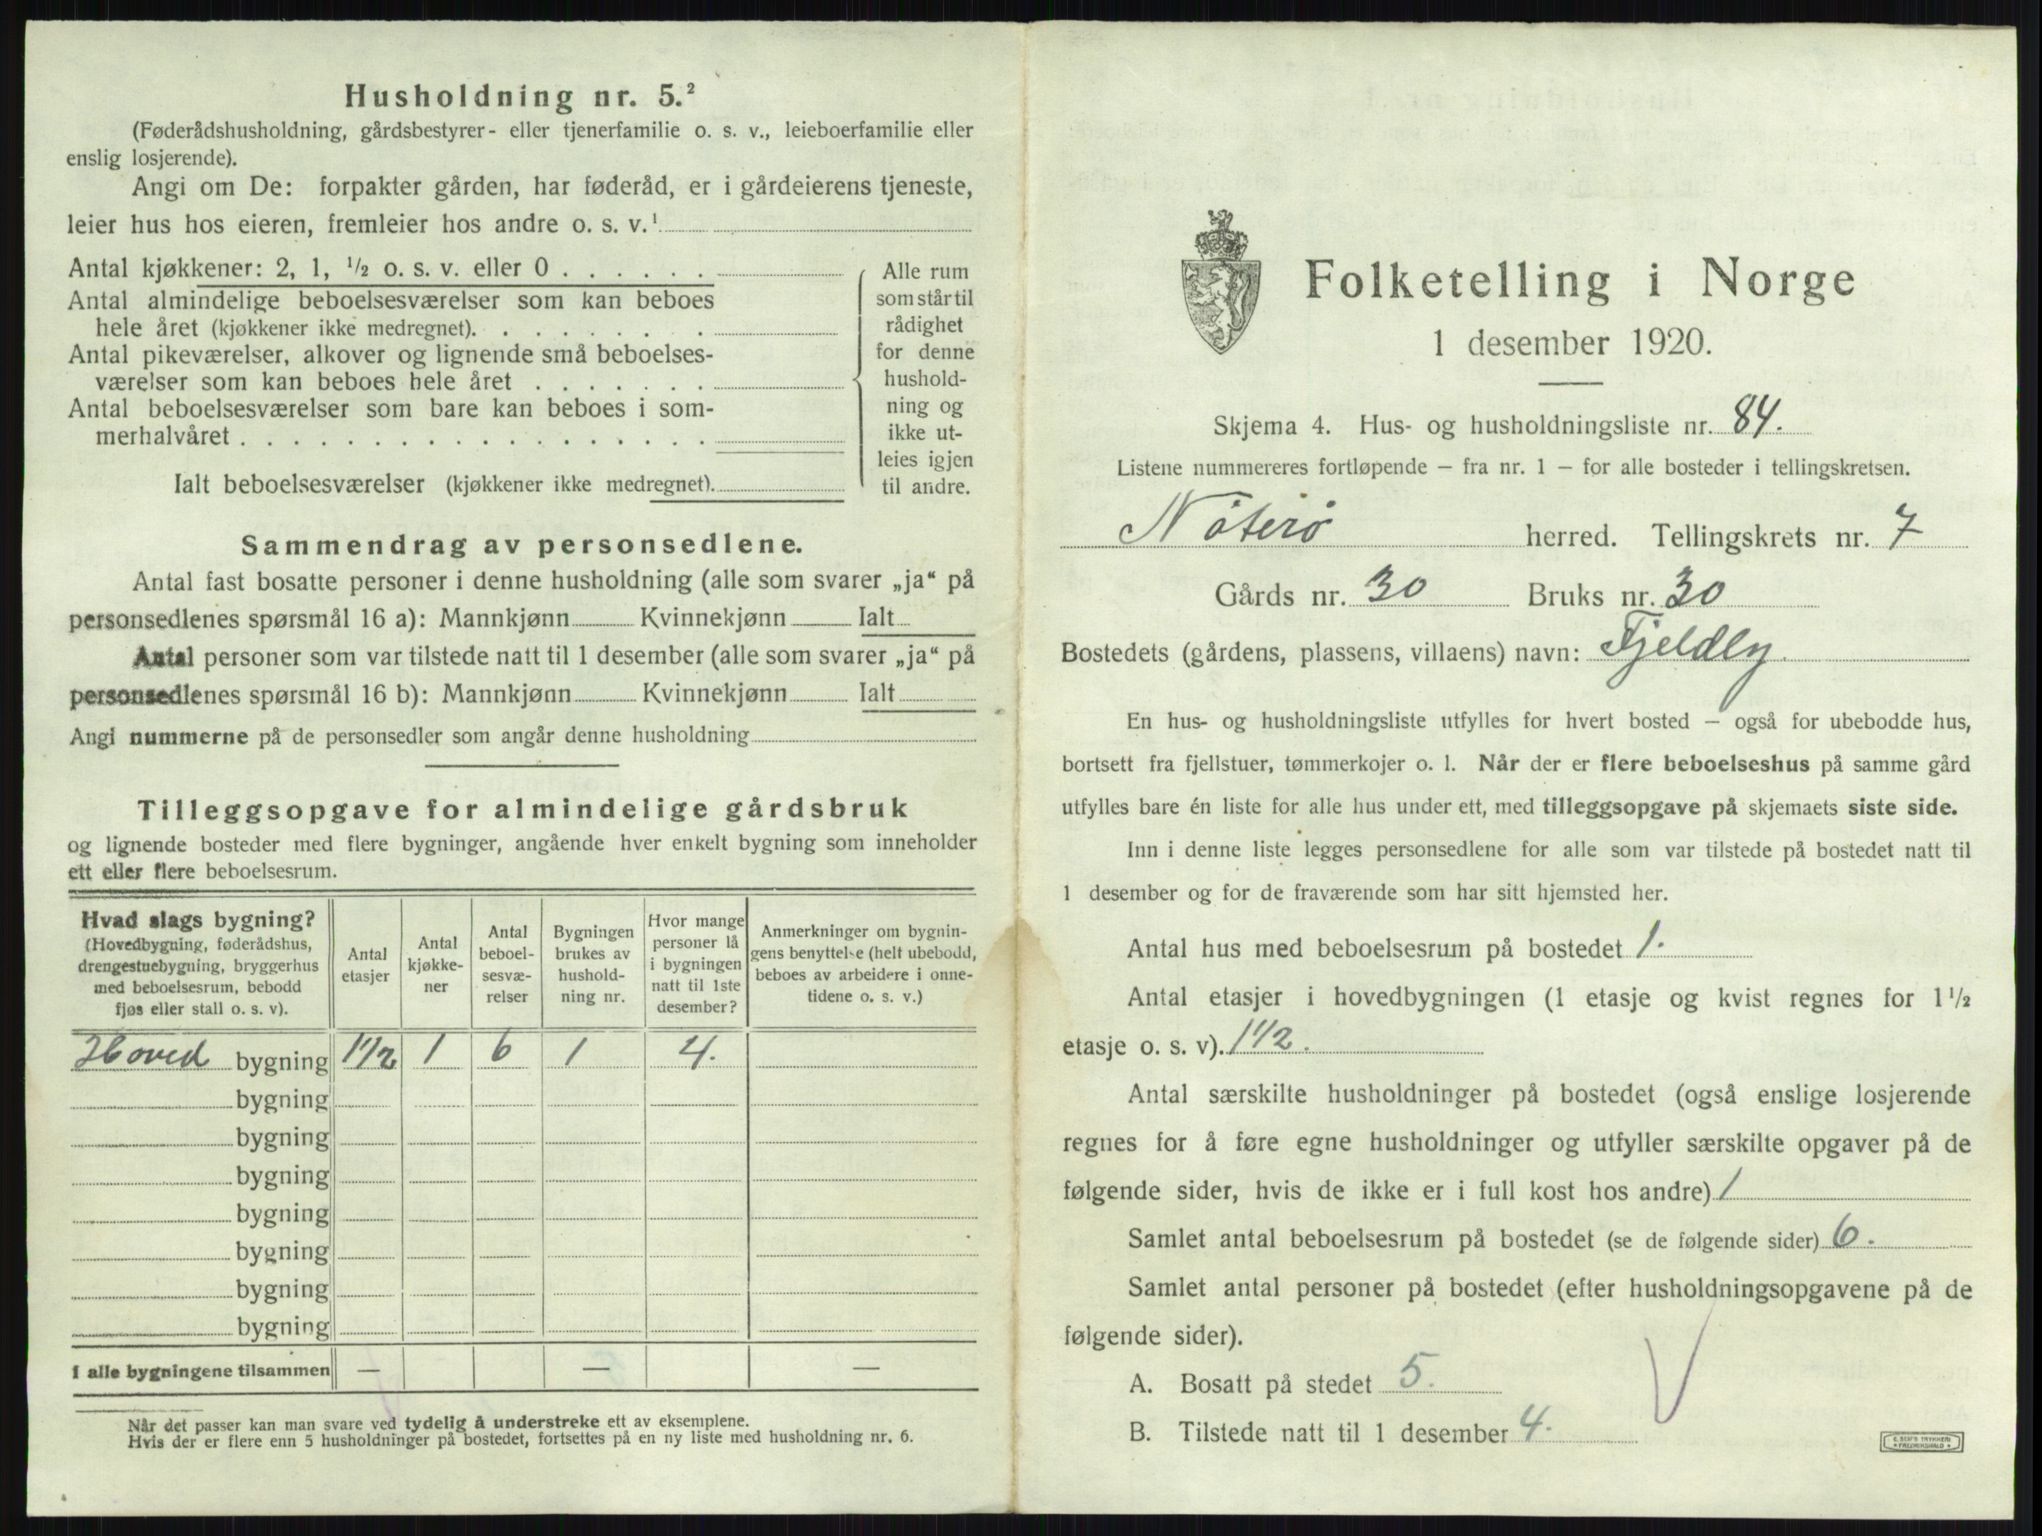 Husholdning nr. 5.²
(Føderådshusholdning, gårdsbestyrer- eller tjenerfamilie o. s. v., leieboerfamilie eller
enslig losjerende).
Angi om De: forpakter gården, har føderåd, er i gårdeierens tjeneste,
leier hus hos eieren, fremleier hos andre o. s. v.¹
Antal kjøkkener: 2, 1, ½ o. s. v. eller 0 . . . . . .
Antal almindelige beboelsesværelser som kan beboes
hele året (kjøkkener ikke medregnet). . . . . . . . .
Antal pikeværelser, alkover og lignende små beboelses-
værelser som kan beboes hele året . . . . . . .
Antal beboelsesværelser som bare kan beboes i som-
merhalvåret . . . . . . . . . . . . . . . . . .
Ialt beboelsesværelser (kjøkkener ikke medregnet).
Alle rum
som står til
rådighet
for denne
hushold-
ning og
ikke ut-
leies igjen
til andre.
Sammendrag av personsedlene.
Antal fast bosatte personer i denne husholdning (alle som svarer „ja“ på
personsedlenes spørsmål 16 a): Mannkjønn Kvinnekjønn Ialt
Antal personer som var tilstede natt til 1 desember (alle som svarer „ja“ på
personsedlenes spørsmål 16 b): Mannkjønn Kvinnekjønn Ialt
Angi nummerne på de personsedler som angår denne husholdning
Tilleggsopgave for almindelige gårdsbruk
og lignende bosteder med flere bygninger, angående hver enkelt bygning som inneholder
ett eller flere beboelsesrum.
Hvad slags bygning?
(Hovedbygning, føderådshus,
drengestuebygning, bryggerhus
med beboelsesrum, bebodd
fjøs eller stall o. s. v).
Antal
etasjer
Antal
kjøkke-
ner
Antal
beboel-
sesvæ-
relser
Bygningen
brukes av
hushold-
ning nr.
Hvor mange
personer lå
i bygningen
natt til 1ste
desember?
Anmerkninger om bygnin-
gens benyttelse (helt ubebodd,
beboes av arbeidere i onne-
tidene o. s. v.)
Hoved bygning 1½ 1 6 1 4.
bygning
bygning
bygning
bygning
bygning
bygning
bygning
I alle bygningene tilsammen — — —
Når det passer kan man svare ved tydelig å understreke ett av eksemplene.
Hvis der er flere enn 5 husholdninger på bostedet, fortsettes på en ny liste med husholdning nr. 6.
Folketelling i Norge
1 desember 1920.
Skjema 4. Hus- og husholdningsliste nr. 84.
Listene nummereres fortløpende – fra nr. 1 – for alle bosteder i tellingskretsen.
Nøterø herred. Tellingskrets nr. 7
Gårds nr. 30 Bruks nr. 30
Bostedets (gårdens, plassens, villaens) navn: Fjeldly
En hus- og husholdningsliste utfylles for hvert bosted – også for ubebodde hus,
bortsett fra fjellstuer, tømmerkojer o. l. Når der er flere beboelseshus på samme gård
utfylles bare én liste for alle hus under ett, med tilleggsopgave på skjemaets siste side.
Inn i denne liste legges personsedlene for alle som var tilstede på bostedet natt til
1 desember og for de fraværende som har sitt hjemsted her.
Antal hus med beboelsesrum på bostedet 1.
Antal etasjer i hovedbygningen (1 etasje og kvist regnes for 1½
etasje o. s. v). 1½.
Antal særskilte husholdninger på bostedet (også enslige losjerende
regnes for å føre egne husholdninger og utfyller særskilte opgaver på de
følgende sider, hvis de ikke er i full kost hos andre) 1
Samlet antal beboelsesrum på bostedet (se de følgende sider) 6.
Samlet antal personer på bostedet (efter husholdningsopgavene på de
følgende sider).
A. Bosatt på stedet 5.
B. Tilstede natt til 1 desember 4.